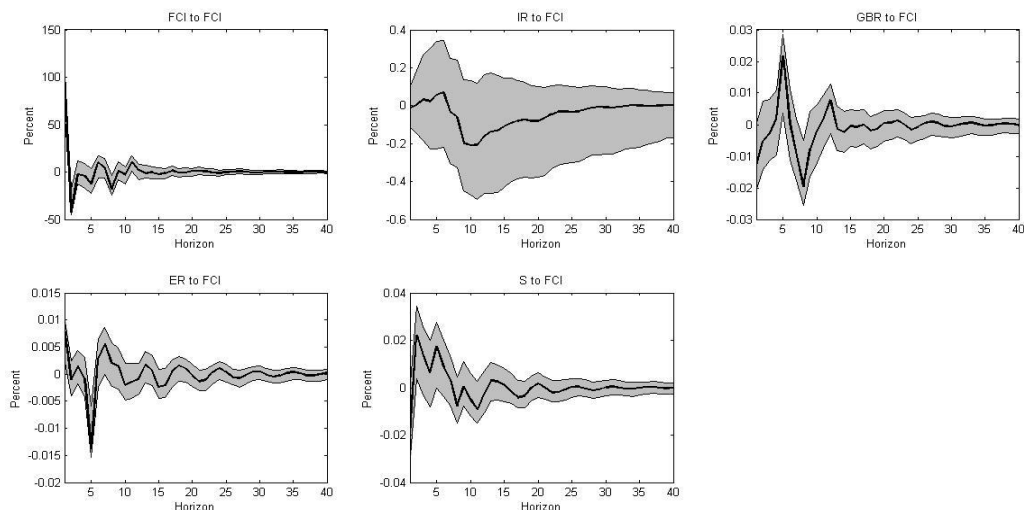 FCI to FCI
150
100
50
0
-50
Percent
5 10 15 20 25 30 35 40
Horizon
IR to FCI
0.4
0.2
0
-0.2
-0.4
-0.6
Percent
5 10 15 20 25 30 35 40
Horizon
GBR to FCI
0.03
0.02
0.01
0
-0.01
-0.02
-0.03
Percent
5 10 15 20 25 30 35 40
Horizon
ER to FCI
0.015
0.01
0.005
0
-0.005
-0.01
-0.015
-0.02
Percent
5 10 15 20 25 30 35 40
Horizon
S to FCI
0.04
0.02
0
-0.02
-0.04
Percent
5 10 15 20 25 30 35 40
Horizon